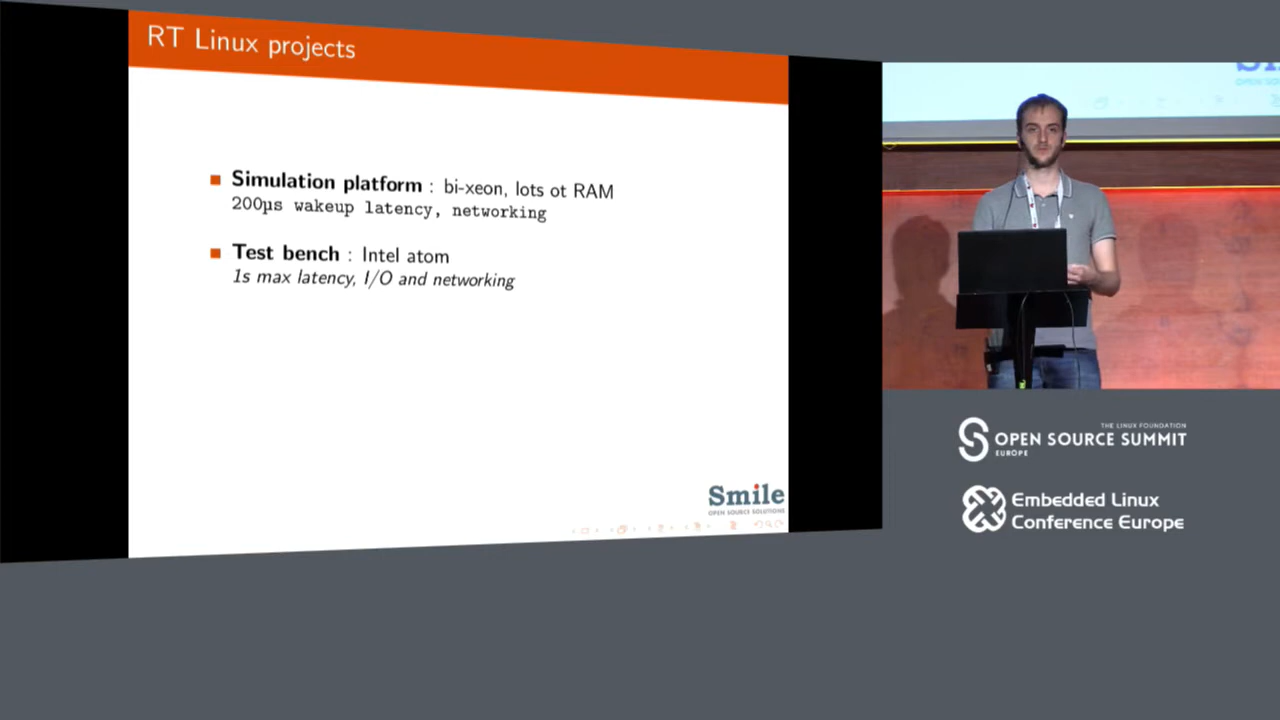 RT Linux projects
Simulation platform : bi-xeon, lots ot RAM
200µs wakeup latency, networking
Test bench : Intel atom
1s max latency, I/O and networking
Smile
OPEN SOURCE SOLUTIONS
THE LINUX FOUNDATION
OPEN SOURCE SUMMIT
EUROPE
Embedded Linux
Conference Europe